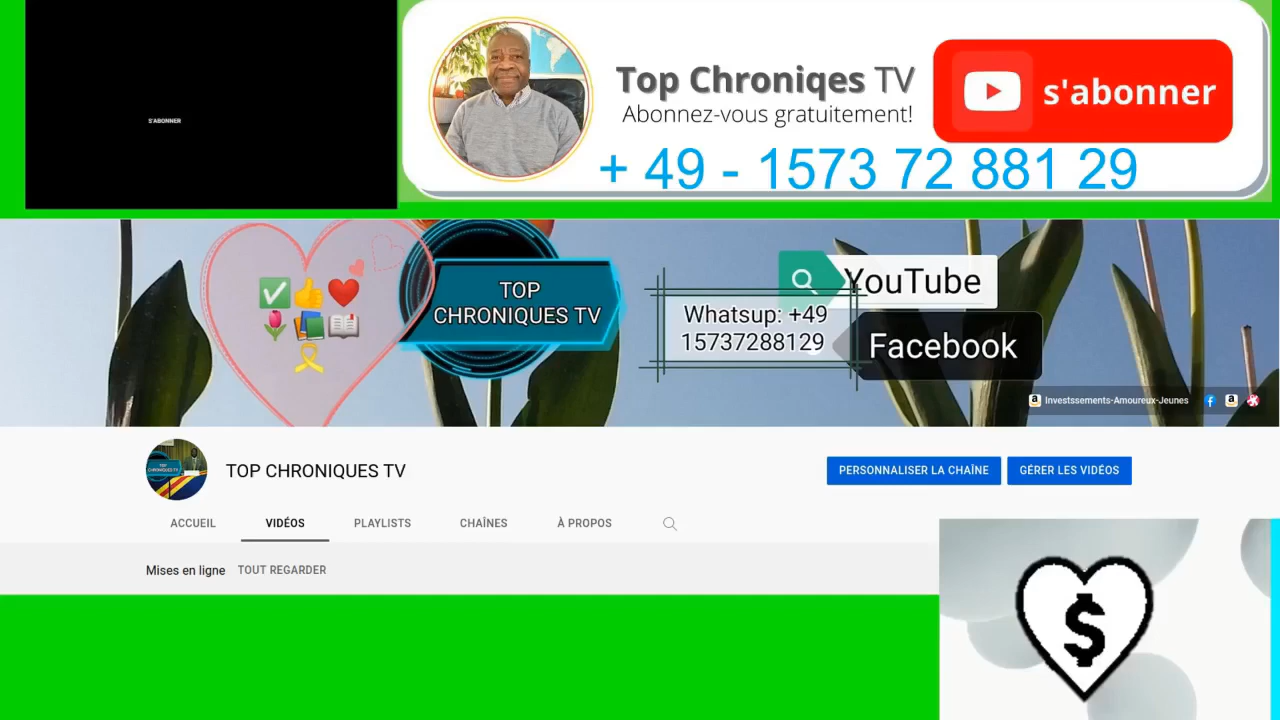 S'ABONNER
Top Chroniqes TV
Abonnez-vous gratuitement!
s'abonner
+ 49 - 1573 72 881 29
TOP
CHRONIQUES TV
Whatsup: +49
15737288129
YouTube
Facebook
Investssements-Amoureux-Jeunes
TOP CHRONIQUES TV
PERSONNALISER LA CHAÎNE
GÉRER LES VIDÉOS
ACCUEIL VIDÉOS PLAYLISTS CHAÎNES À PROPOS
Mises en ligne TOUT REGARDER
$